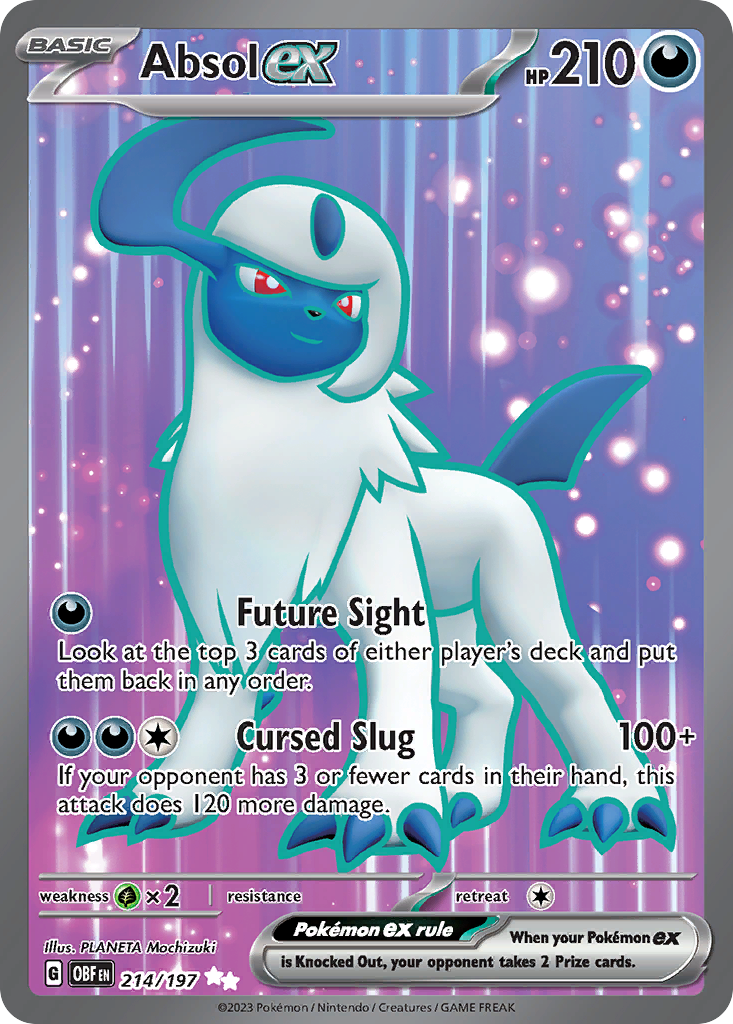 BASIC
Absol ex
HP 210
Future Sight
Look at the top 3 cards of either player's deck and put
them back in any order.
Cursed Slug 100+
If your opponent has 3 or fewer cards in their hand, this
attack does 120 more damage.
weakness ×2 resistance retreat
Pokémon ex rule
When your Pokémon ex
is Knocked Out, your opponent takes 2 Prize cards.
Illus. PLANETA Mochizuki
G OBF EN 214/197
©2023 Pokémon / Nintendo / Creatures / GAME FREAK